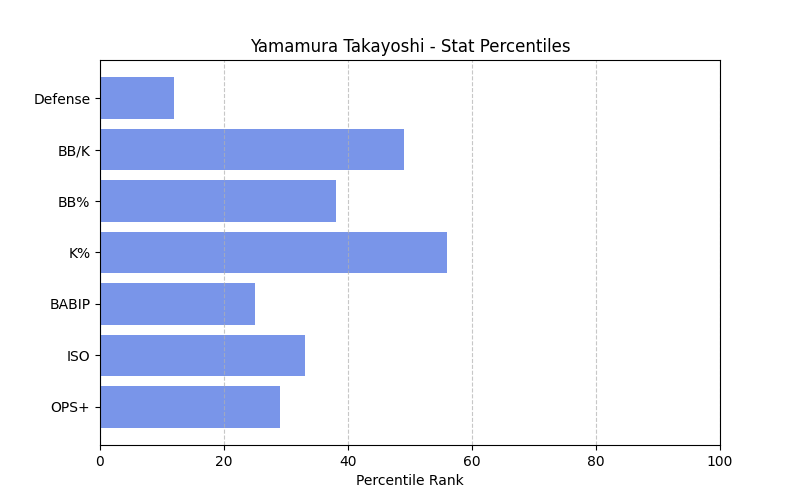 Yamamura Takayoshi - Stat Percentiles
Defense
BB/K
BB%
K%
BABIP
ISO
OPS+
0 20 40 60 80 100
Percentile Rank